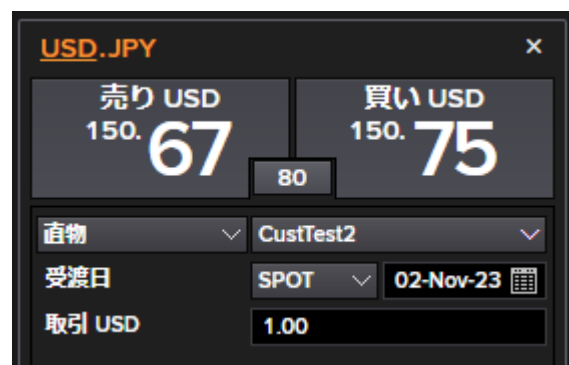 USD.JPY ×
売り USD 買い USD
150.67 150.75
80
直物 CustTest2
受渡日 SPOT 02-Nov-23
取引 USD 1.00